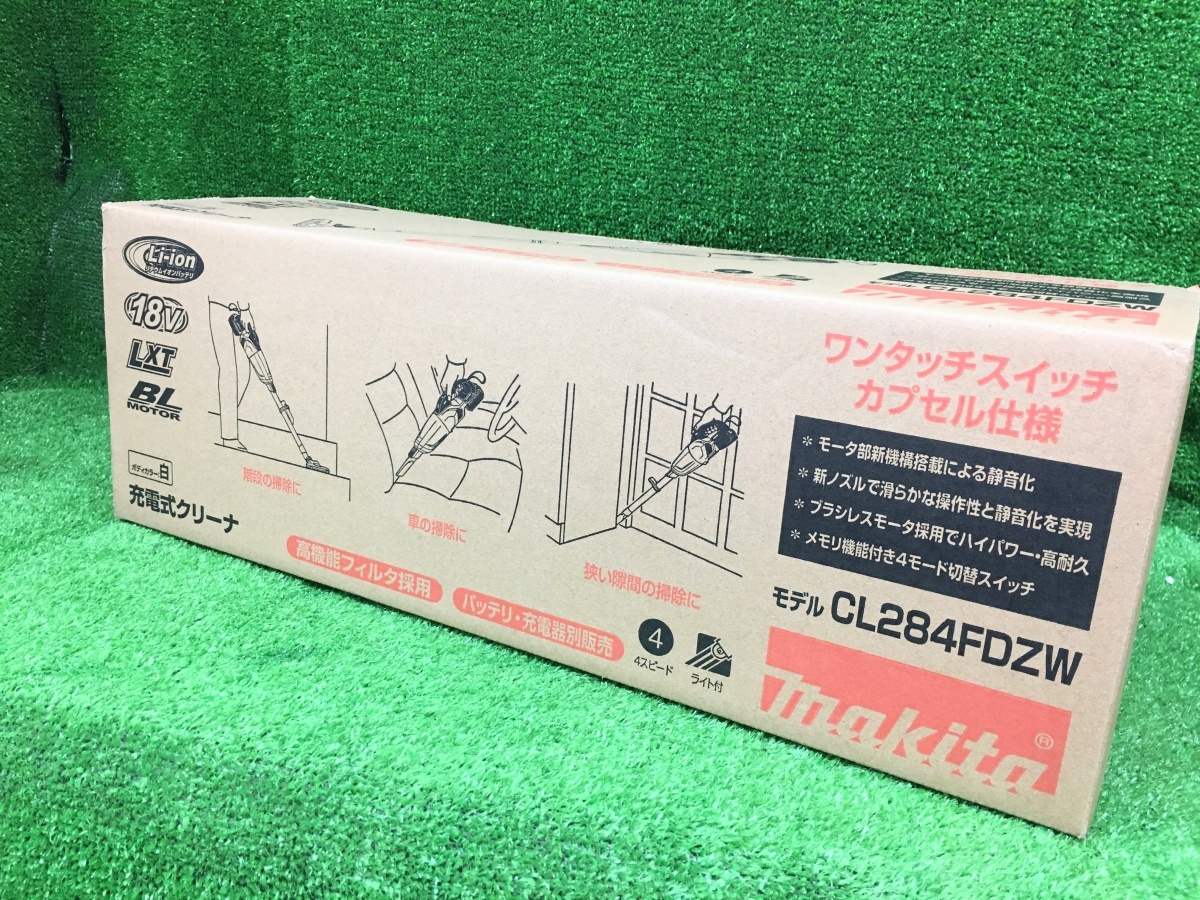 Li-ion
リチウムイオンバッテリ
18V
LXT
BL
MOTOR
ボディカラー：白
充電式クリーナ
階段の掃除に
車の掃除に
狭い隙間の掃除に
高機能フィルタ採用
バッテリ・充電器別販売
4
4スピード
ライト付
ワンタッチスイッチ
カプセル仕様
＊ モータ部新機構搭載による静音化
＊ 新ノズルで滑らかな操作性と静音化を実現
＊ ブラシレスモータ採用でハイパワー・高耐久
＊ メモリ機能付き4モード切替スイッチ
モデル CL284FDZW
makita®